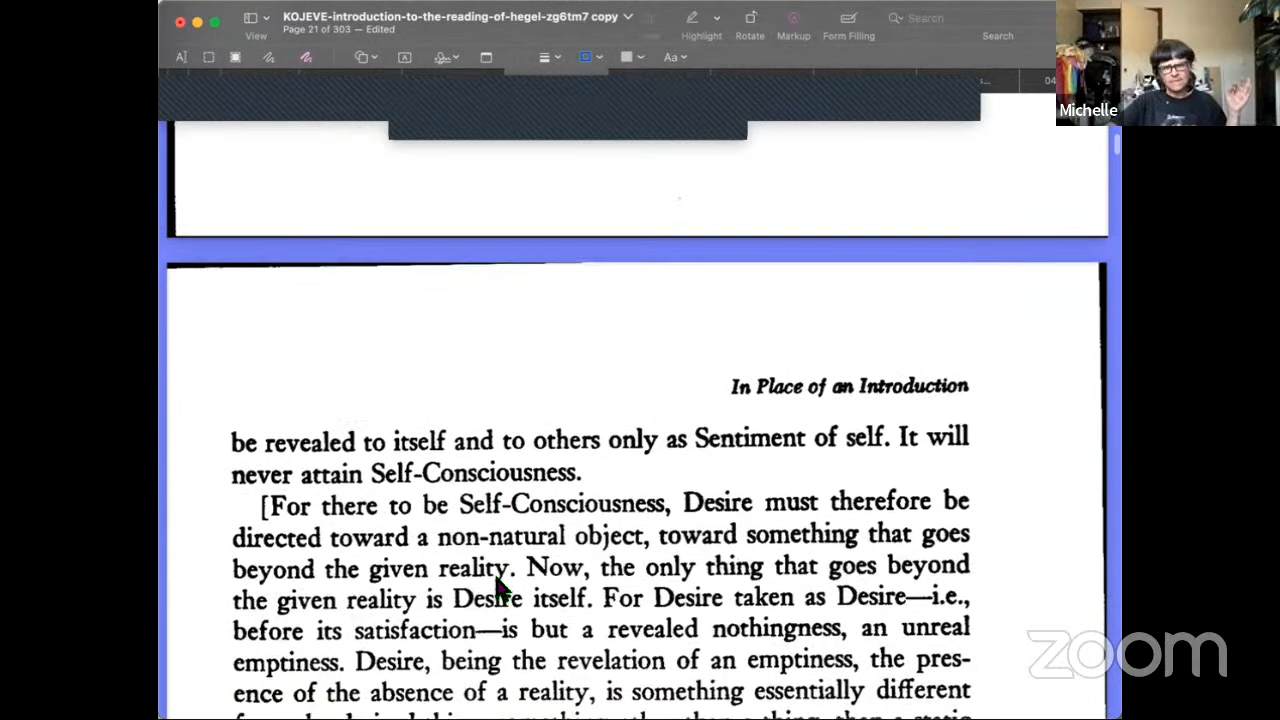 KOJEVE-introduction-to-the-reading-of-hegel-zg6tm7 copy
Page 21 of 303 — Edited
View
Highlight
Rotate
Markup
Form Filling
Search
Search
Aa
s...
04
Michelle
In Place of an Introduction
be revealed to itself and to others only as Sentiment of self. It will
never attain Self-Consciousness.
[For there to be Self-Consciousness, Desire must therefore be
directed toward a non-natural object, toward something that goes
beyond the given reality. Now, the only thing that goes beyond
the given reality is Desire itself. For Desire taken as Desire—i.e.,
before its satisfaction—is but a revealed nothingness, an unreal
emptiness. Desire, being the revelation of an emptiness, the pres-
ence of the absence of a reality, is something essentially different
zoom